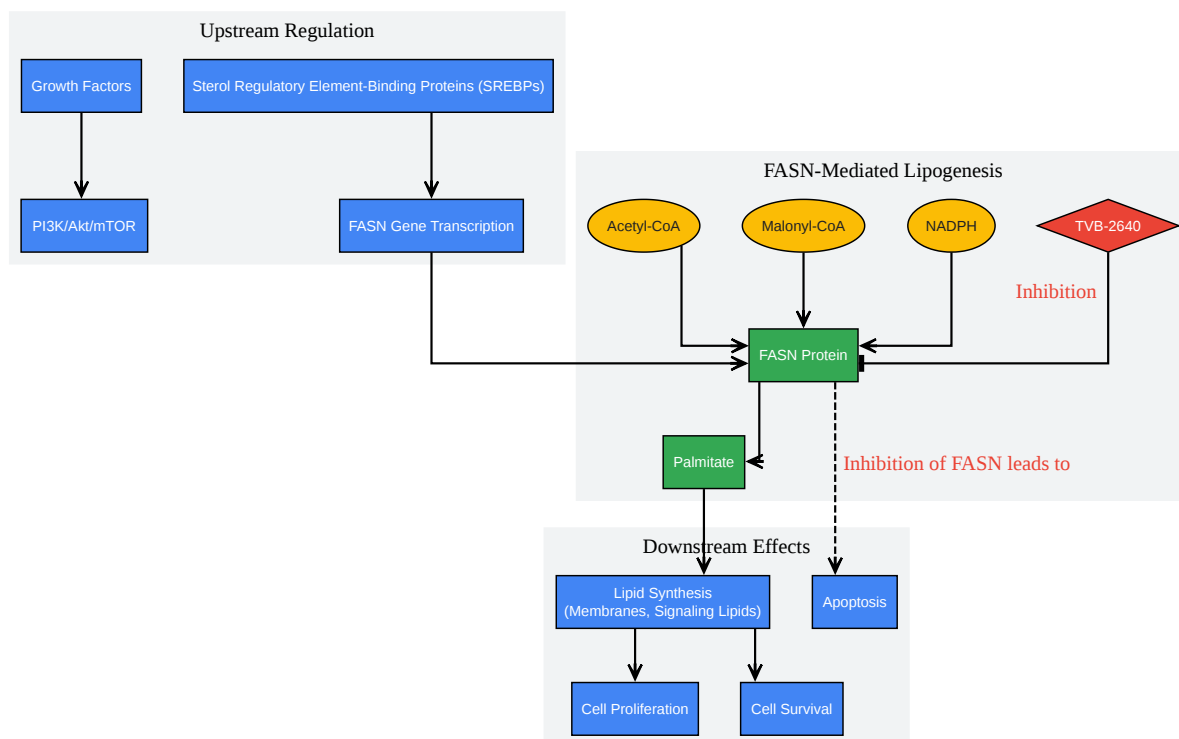 Upstream Regulation
Growth Factors
Sterol Regulatory Element-Binding Proteins (SREBPs)
PI3K/Akt/mTOR
FASN Gene Transcription
FASN-Mediated Lipogenesis
Acetyl-CoA
Malonyl-CoA
NADPH
TVB-2640
Inhibition
FASN Protein
Palmitate
Inhibition of FASN leads to
Downstream Effects
Lipid Synthesis
(Membranes, Signaling Lipids)
Apoptosis
Cell Proliferation
Cell Survival